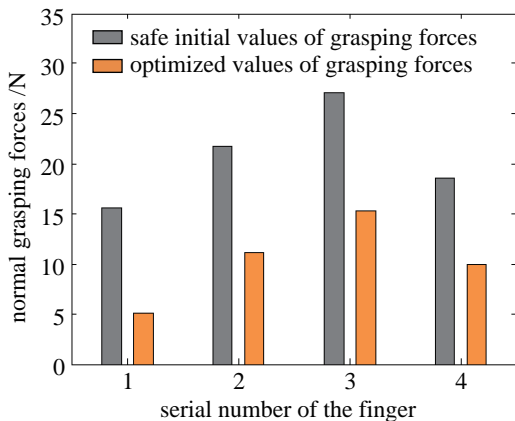 35
30
25
20
15
10
5
0
normal grasping forces /N
safe initial values of grasping forces
optimized values of grasping forces
1 2 3 4
serial number of the finger